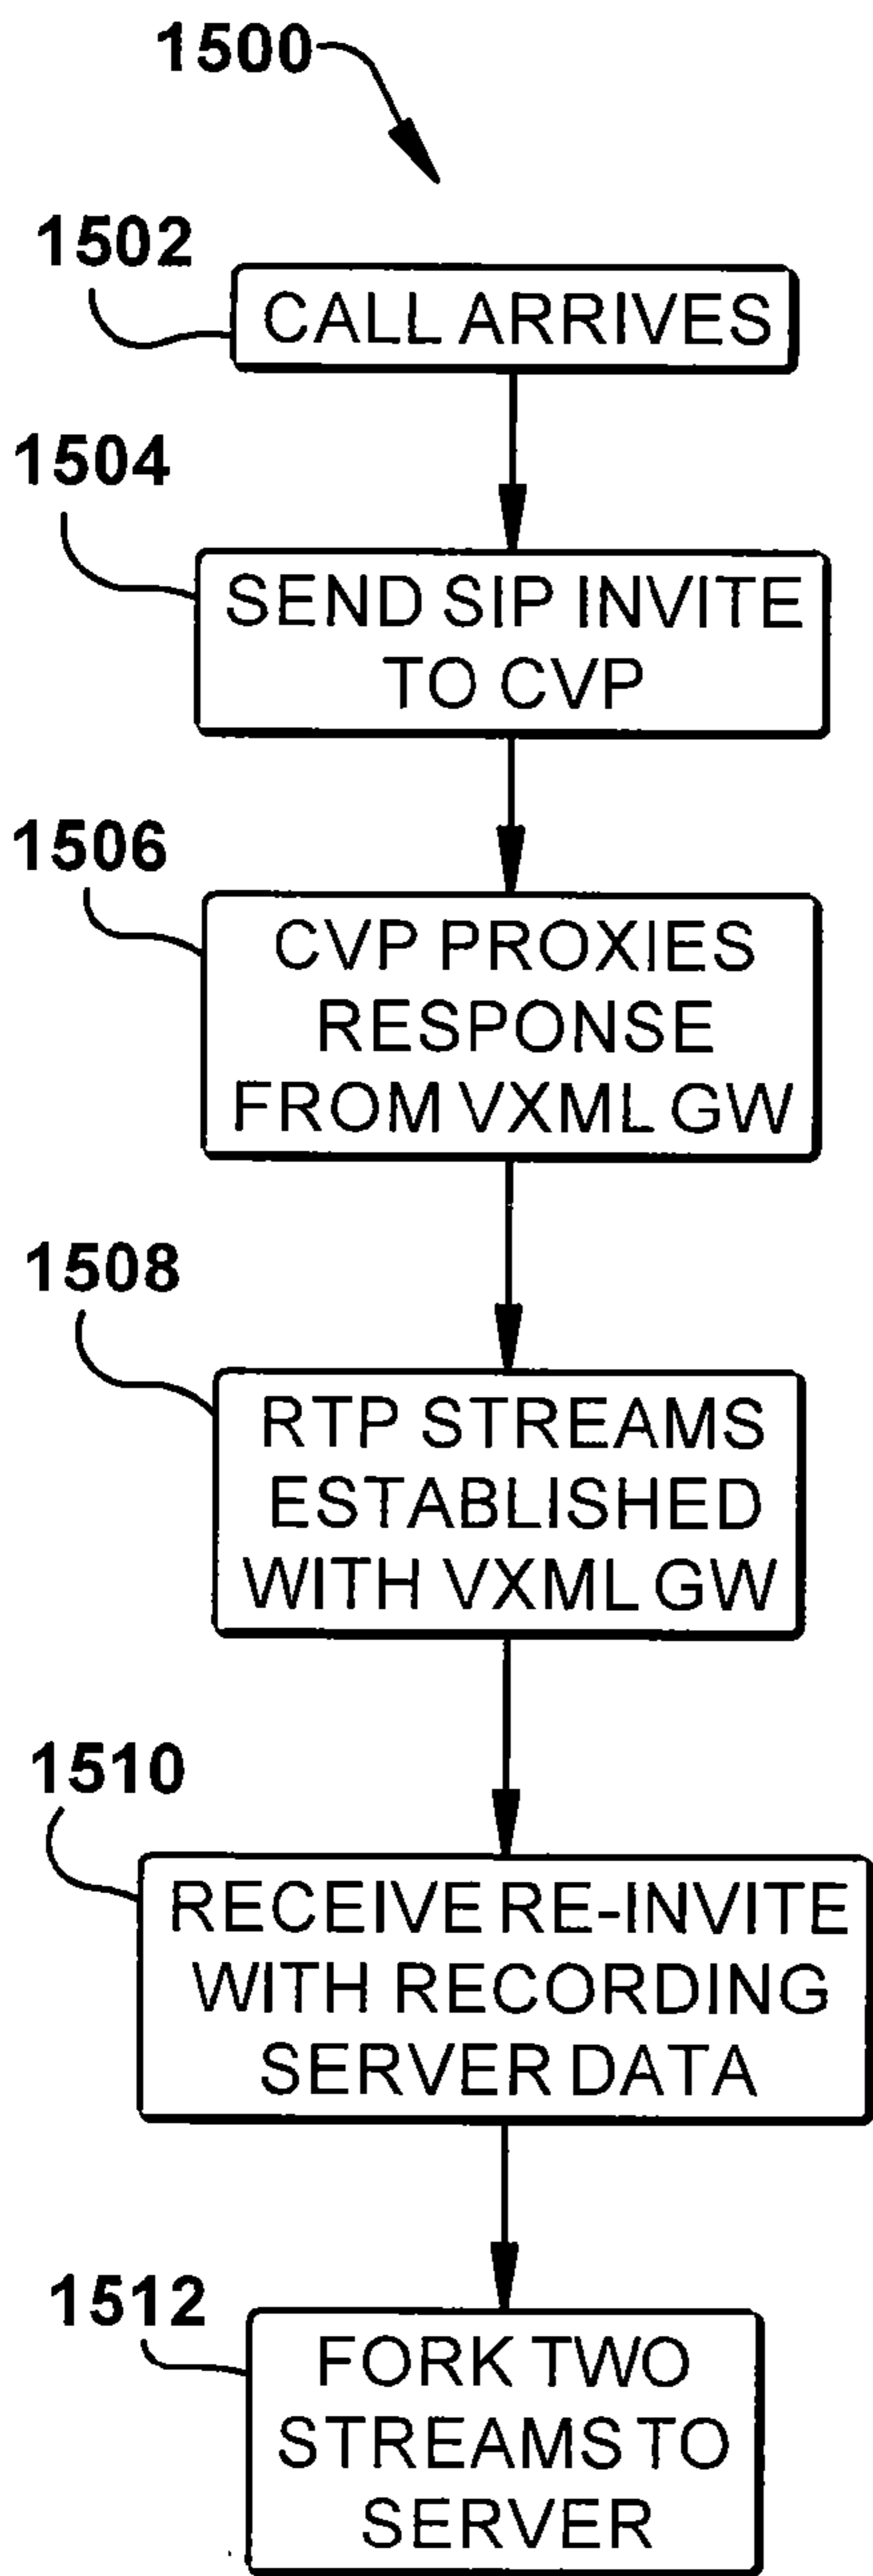 1500
1502
CALL ARRIVES
1504
SEND SIP INVITE
TO CVP
1506
CVP PROXIES
RESPONSE
FROM VXML GW
1508
RTP STREAMS
ESTABLISHED
WITH VXML GW
1510
RECEIVE RE-INVITE
WITH RECORDING
SERVER DATA
1512
FORK TWO
STREAMS TO
SERVER